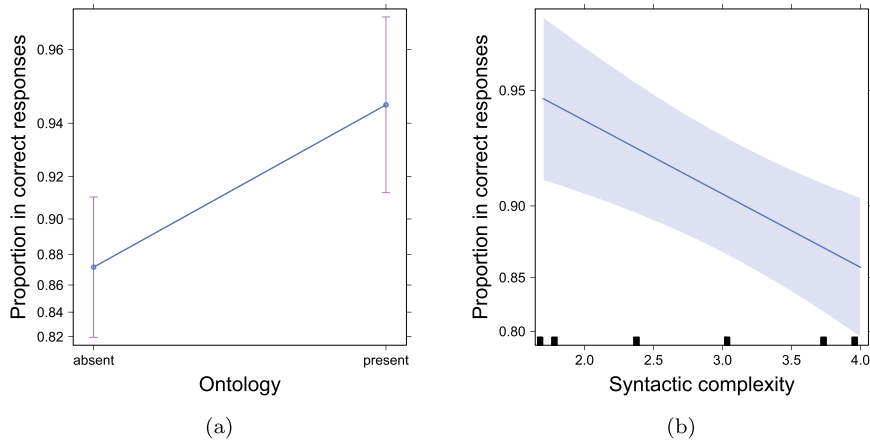 Proportion in correct responses
0.96
0.94
0.92
0.90
0.88
0.86
0.84
0.82
absent present
Ontology
(a)
Proportion in correct responses
0.95
0.90
0.85
0.80
2.0 2.5 3.0 3.5 4.0
Syntactic complexity
(b)